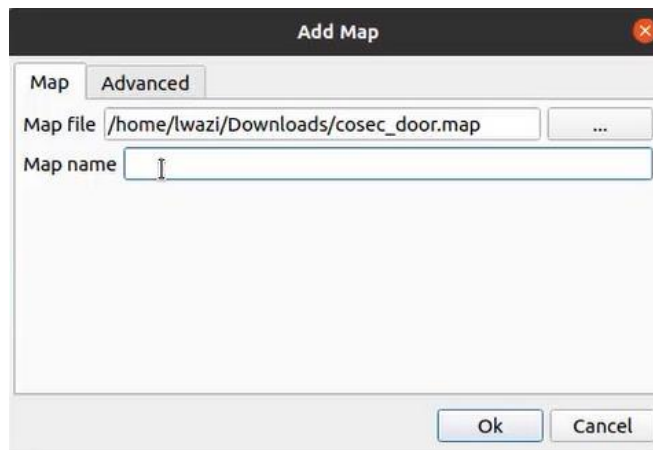 Add Map
Map Advanced
Map file /home/lwazi/Downloads/cosec_door.map ...
Map name
Ok Cancel